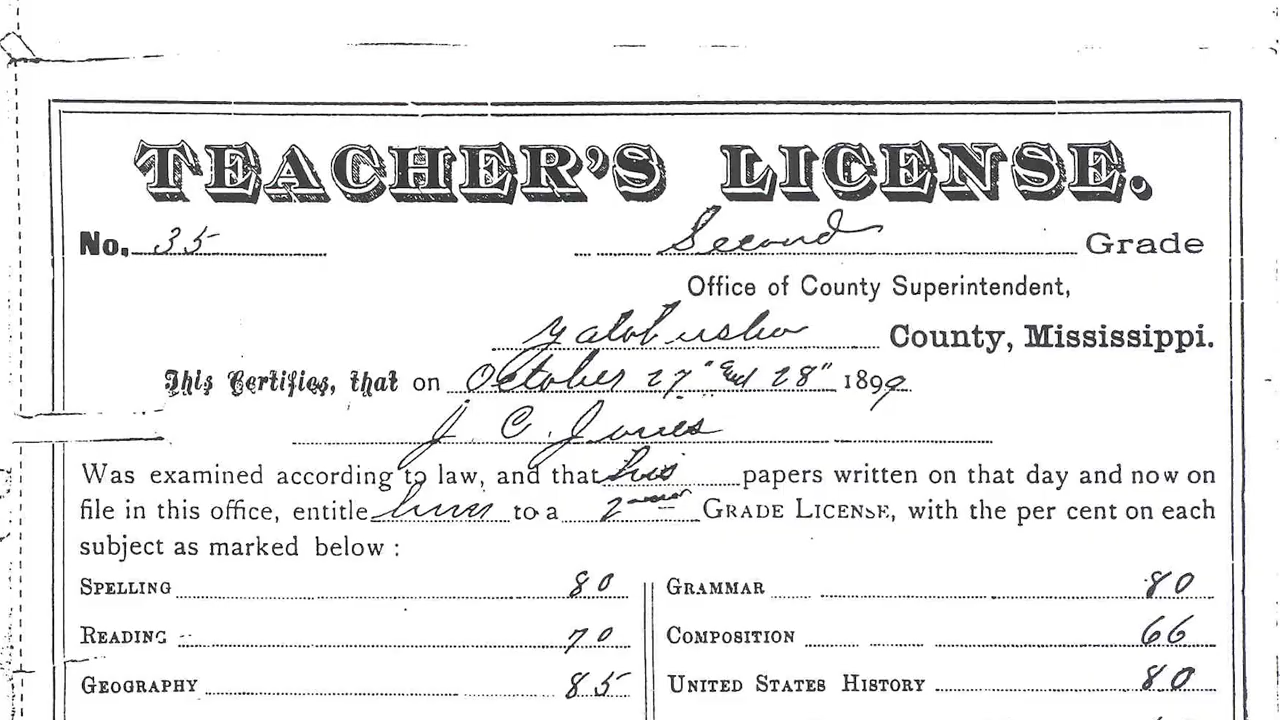 TEACHER'S LICENSE.
No. 35 Second Grade
Office of County Superintendent,
Yalobusha County, Mississippi.
This Certifies, that on October 27" and 28" 1899
J. C. Jones
Was examined according to law, and that his papers written on that day and now on
file in this office, entitle him to a 2 GRADE LICENSE, with the per cent on each
subject as marked below :
SPELLING 80 GRAMMAR 80
READING 70 COMPOSITION 66
GEOGRAPHY 85 UNITED STATES HISTORY 80